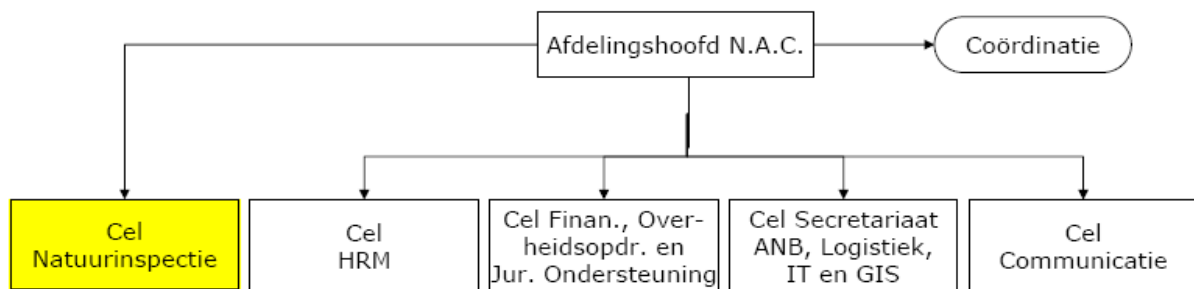 Afdelingshoofd N.A.C.
Coördinatie
Cel
Natuurinspectie
Cel
HRM
Cel Finan., Over-
heidsopdr. en
Jur. Ondersteuning
Cel Secretariaat
ANB, Logistiek,
IT en GIS
Cel
Communicatie